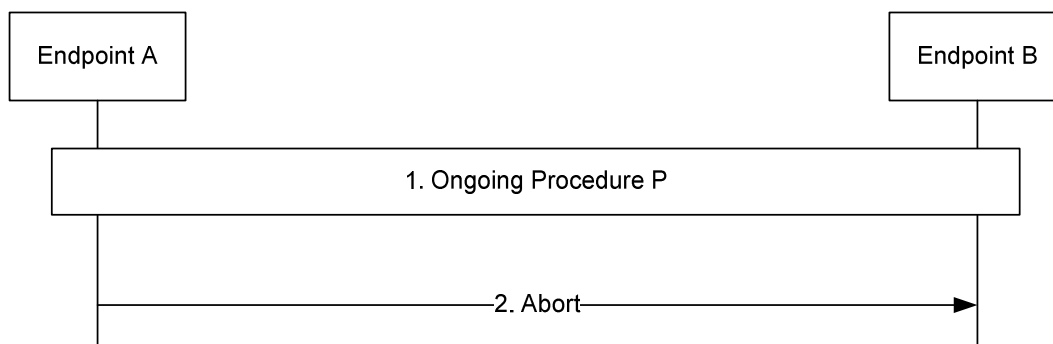 Endpoint A
Endpoint B
1. Ongoing Procedure P
2. Abort